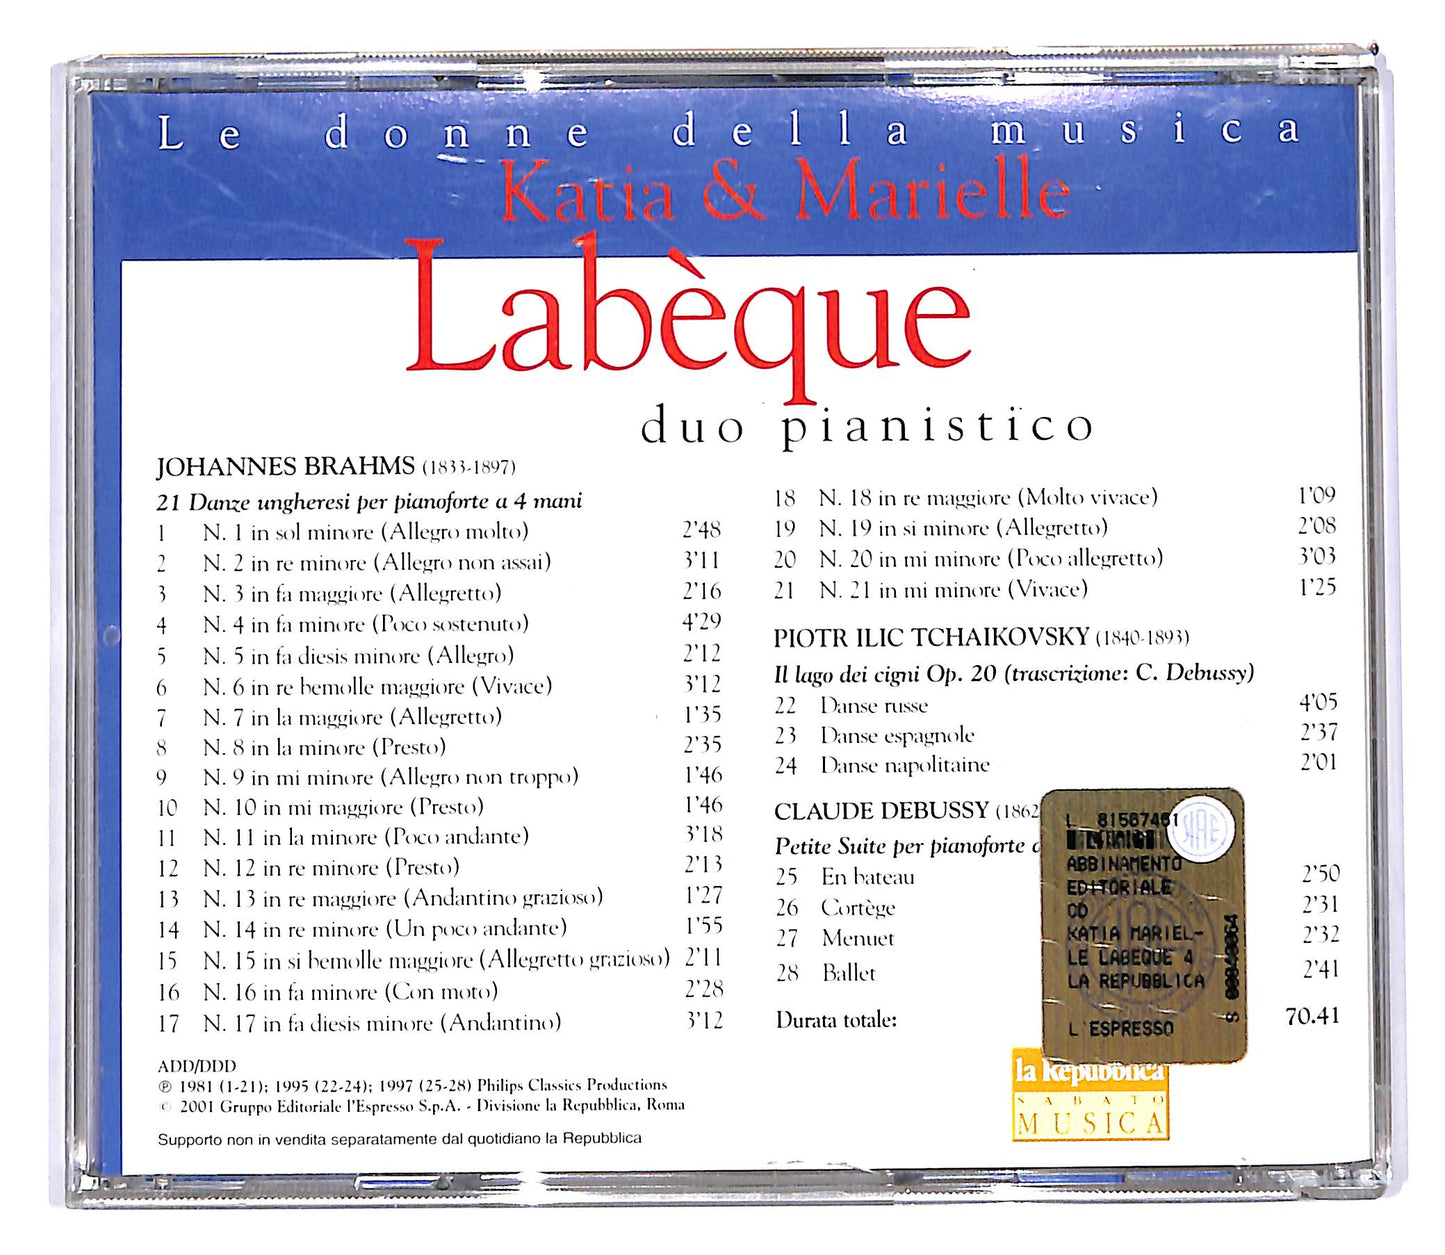 Le donne della musica
Katia & Marielle
Labèque
duo pianistico
JOHANNES BRAHMS (1833-1897)
21 Danze ungheresi per pianoforte a 4 mani
1 N. 1 in sol minore (Allegro molto) 2'48
2 N. 2 in re minore (Allegro non assai) 3'11
3 N. 3 in fa maggiore (Allegretto) 2'16
4 N. 4 in fa minore (Poco sostenuto) 4'29
5 N. 5 in fa diesis minore (Allegro) 2'12
6 N. 6 in re bemolle maggiore (Vivace) 3'12
7 N. 7 in la maggiore (Allegretto) 1'35
8 N. 8 in la minore (Presto) 2'35
9 N. 9 in mi minore (Allegro non troppo) 1'46
10 N. 10 in mi maggiore (Presto) 1'46
11 N. 11 in la minore (Poco andante) 3'18
12 N. 12 in re minore (Presto) 2'13
13 N. 13 in re maggiore (Andantino grazioso) 1'27
14 N. 14 in re minore (Un poco andante) 1'55
15 N. 15 in si bemolle maggiore (Allegretto grazioso) 2'11
16 N. 16 in fa minore (Con moto) 2'28
17 N. 17 in fa diesis minore (Andantino) 3'12
18 N. 18 in re maggiore (Molto vivace) 1'09
19 N. 19 in si minore (Allegretto) 2'08
20 N. 20 in mi minore (Poco allegretto) 3'03
21 N. 21 in mi minore (Vivace) 1'25
PIOTR ILIC TCHAIKOVSKY (1840-1893)
Il lago dei cigni Op. 20 (trascrizione: C. Debussy)
22 Danse russe 4'05
23 Danse espagnole 2'37
24 Danse napolitaine 2'01
CLAUDE DEBUSSY (1862
Petite Suite per pianoforte
25 En bateau 2'50
26 Cortège 2'31
27 Menuet 2'32
28 Ballet 2'41
Durata totale: 70.41
L 81587481
ABBINAMENTO
EDITORIALE
CD
KATIA MARIEL-
LE LABEQUE 4
LA REPUBBLICA
L'ESPRESSO
ADD/DDD
℗ 1981 (1-21); 1995 (22-24); 1997 (25-28) Philips Classics Productions
© 2001 Gruppo Editoriale l'Espresso S.p.A. - Divisione la Repubblica, Roma
Supporto non in vendita separatamente dal quotidiano la Repubblica
la Repubblica
SABATO
MUSICA